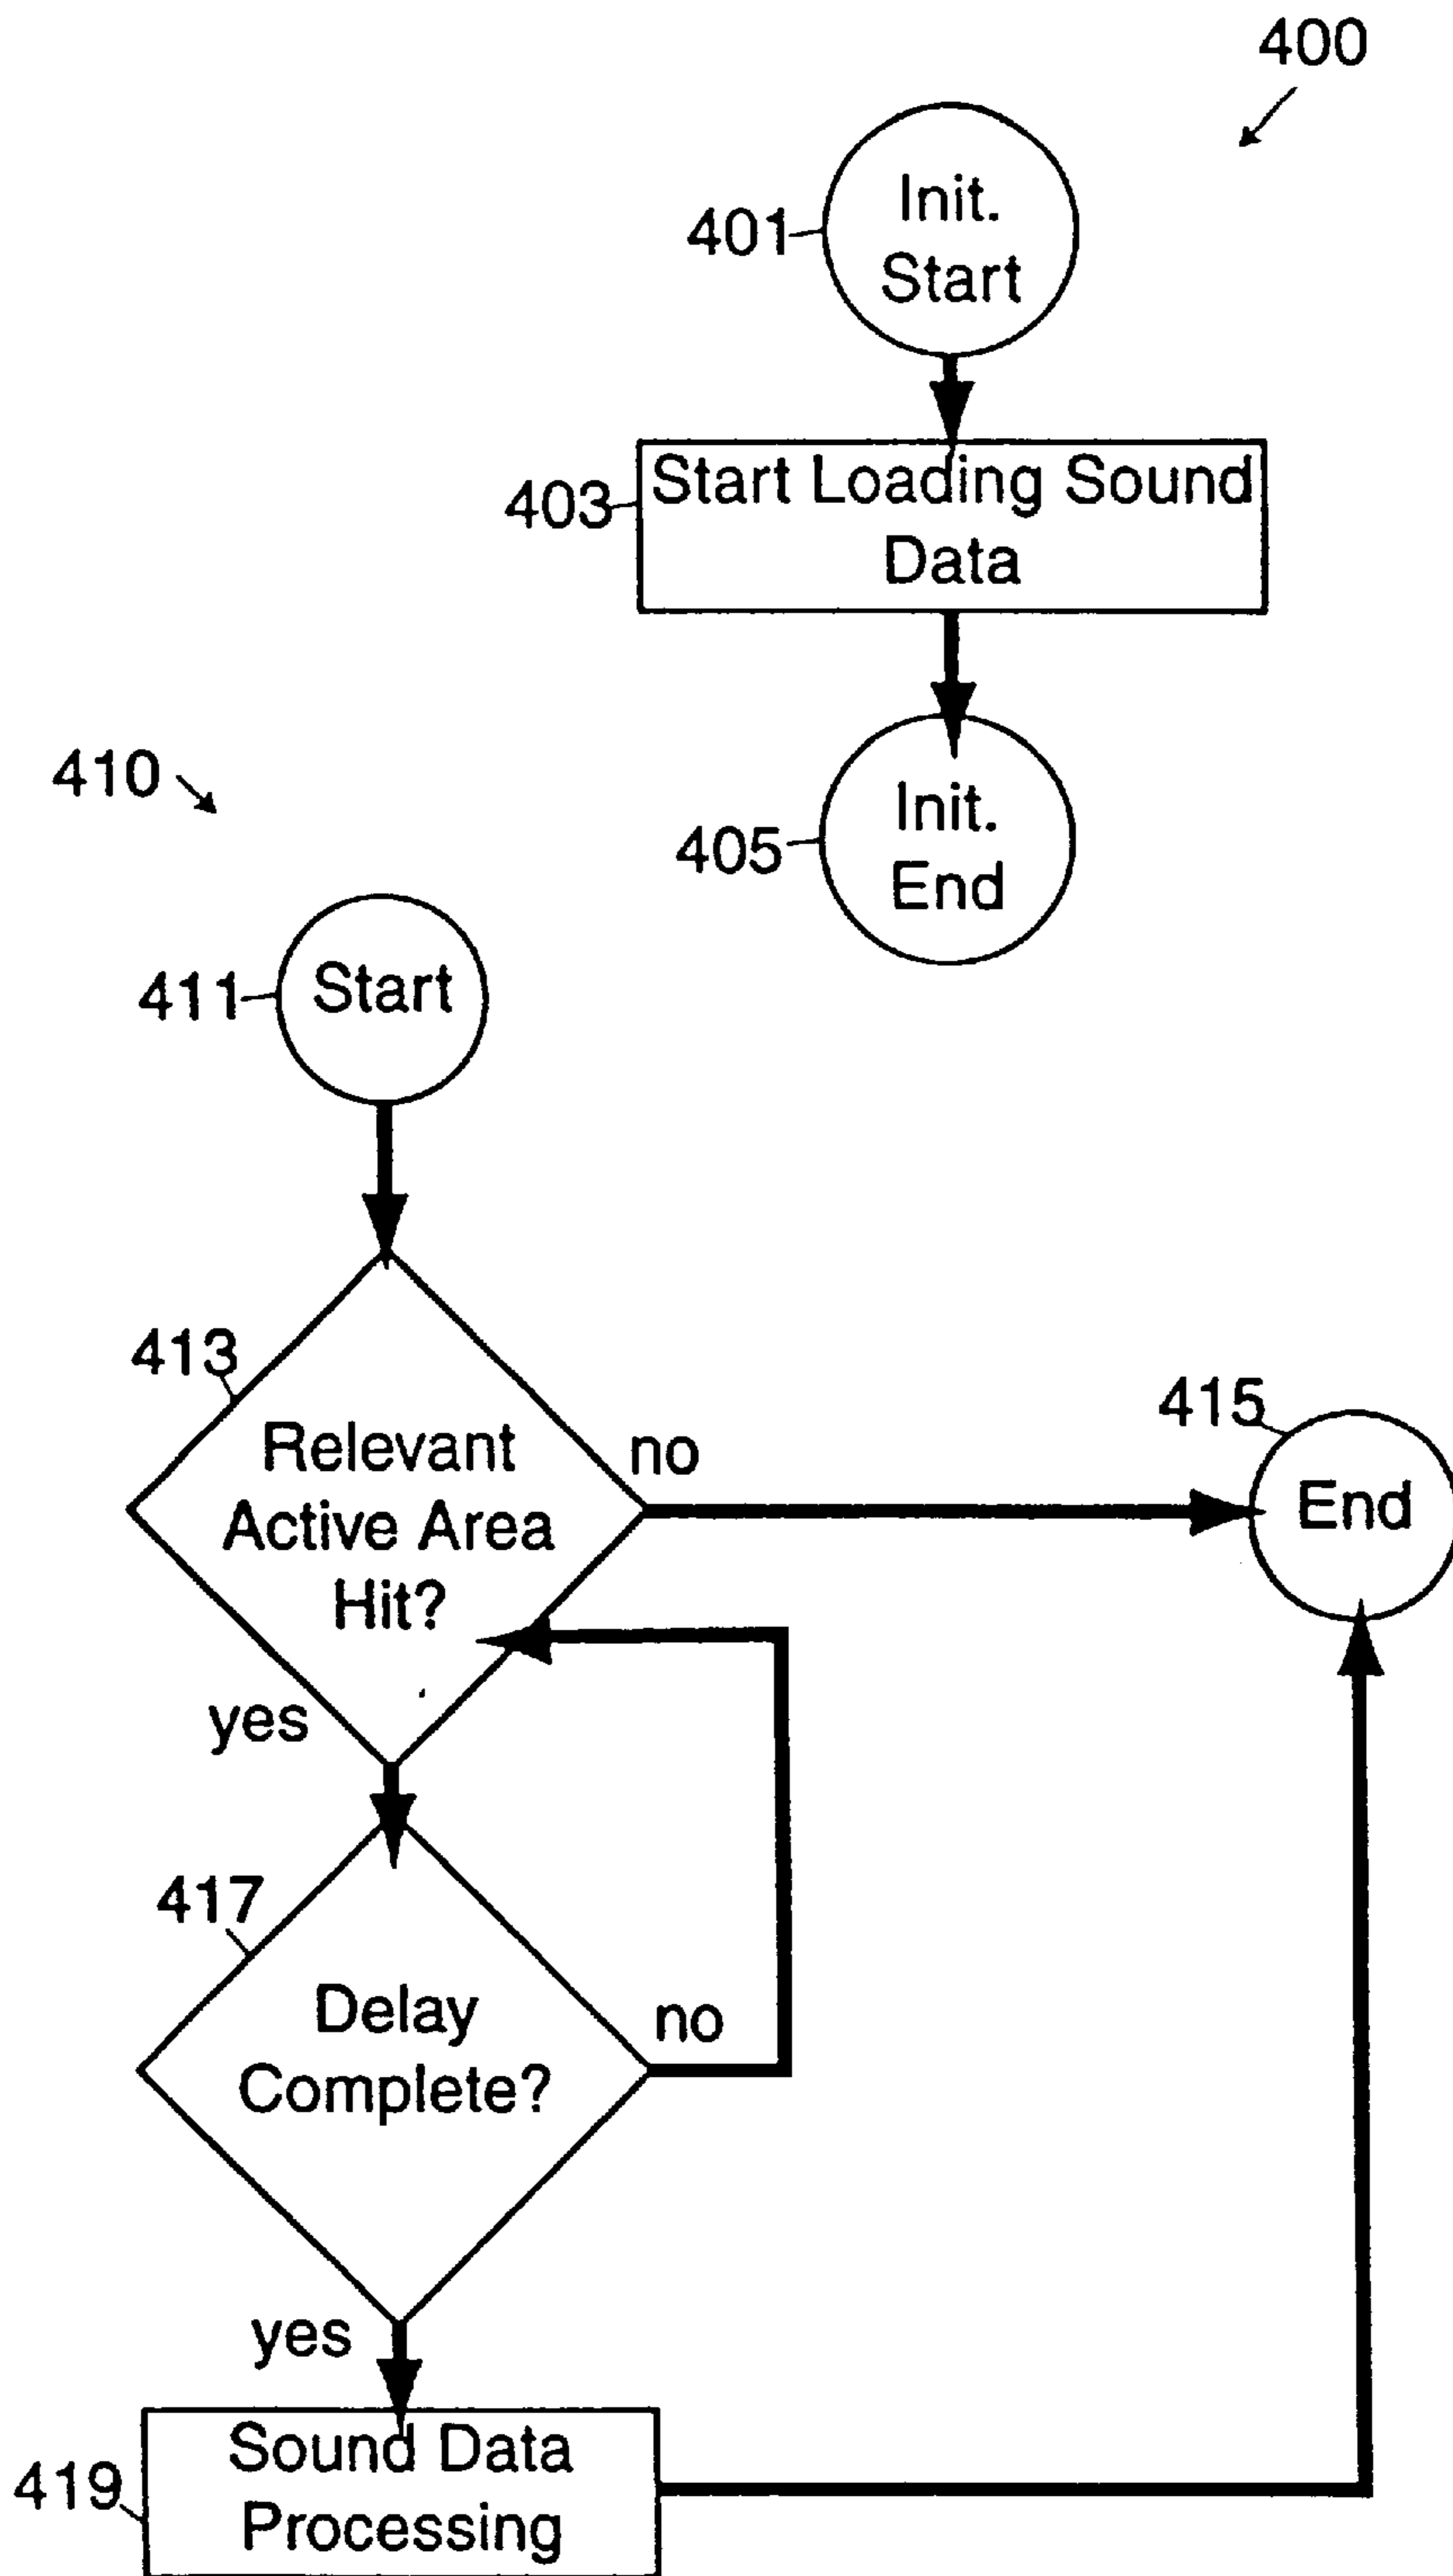 400
401
Init.
Start
403
Start Loading Sound
Data
410
405
Init.
End
411
Start
413
Relevant
Active Area
Hit?
no
415
End
yes
417
Delay
Complete?
no
yes
419
Sound Data
Processing